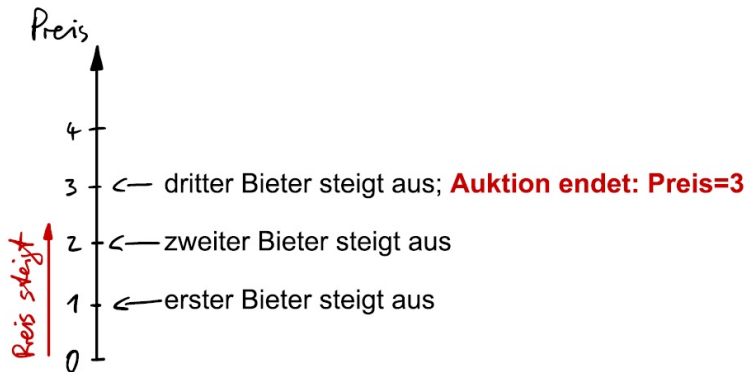 Preis
4
3 dritter Bieter steigt aus; Auktion endet: Preis=3
2 zweiter Bieter steigt aus
1 erster Bieter steigt aus
0
Preis steigt